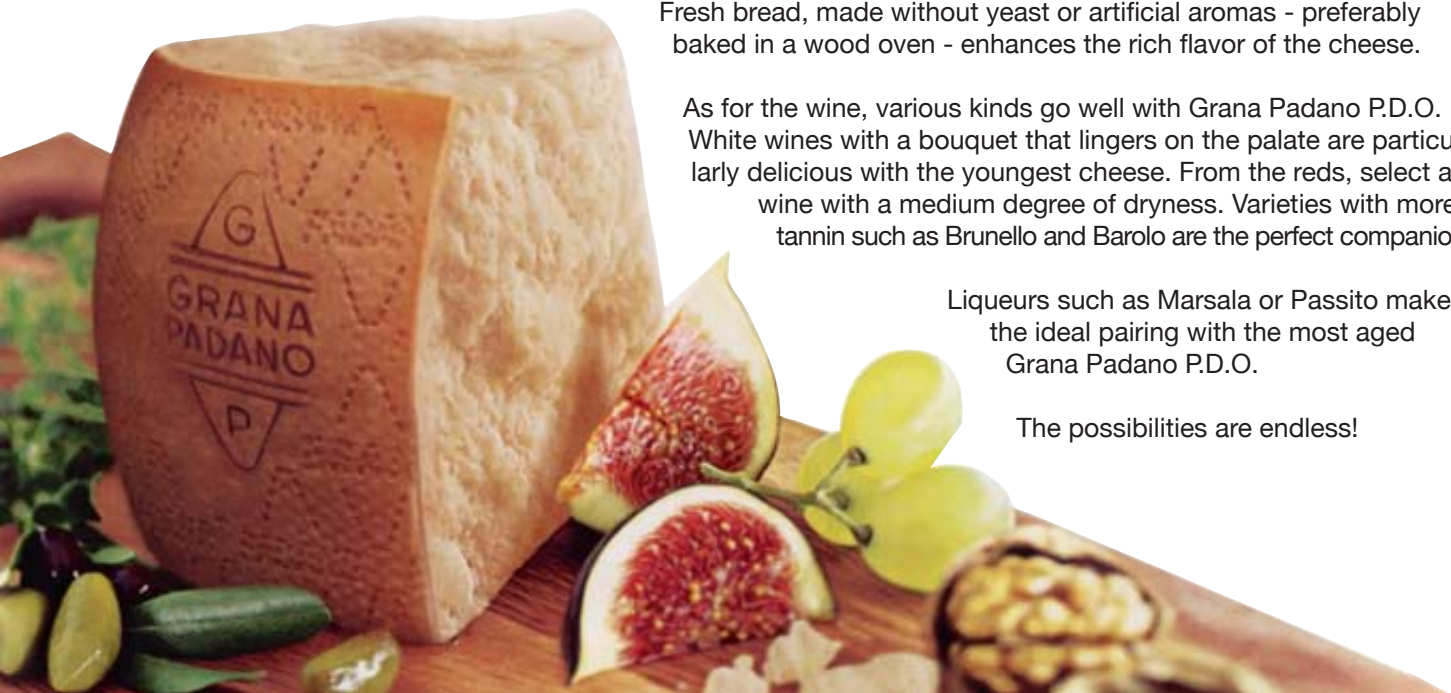 Fresh bread, made without yeast or artificial aromas - preferably
baked in a wood oven - enhances the rich flavor of the cheese.
As for the wine, various kinds go well with Grana Padano P.D.O.
White wines with a bouquet that lingers on the palate are particu
larly delicious with the youngest cheese. From the reds, select a
wine with a medium degree of dryness. Varieties with more
tannin such as Brunello and Barolo are the perfect companio
Liqueurs such as Marsala or Passito make
the ideal pairing with the most aged
Grana Padano P.D.O.
The possibilities are endless!
G
GRANA
PADANO
P